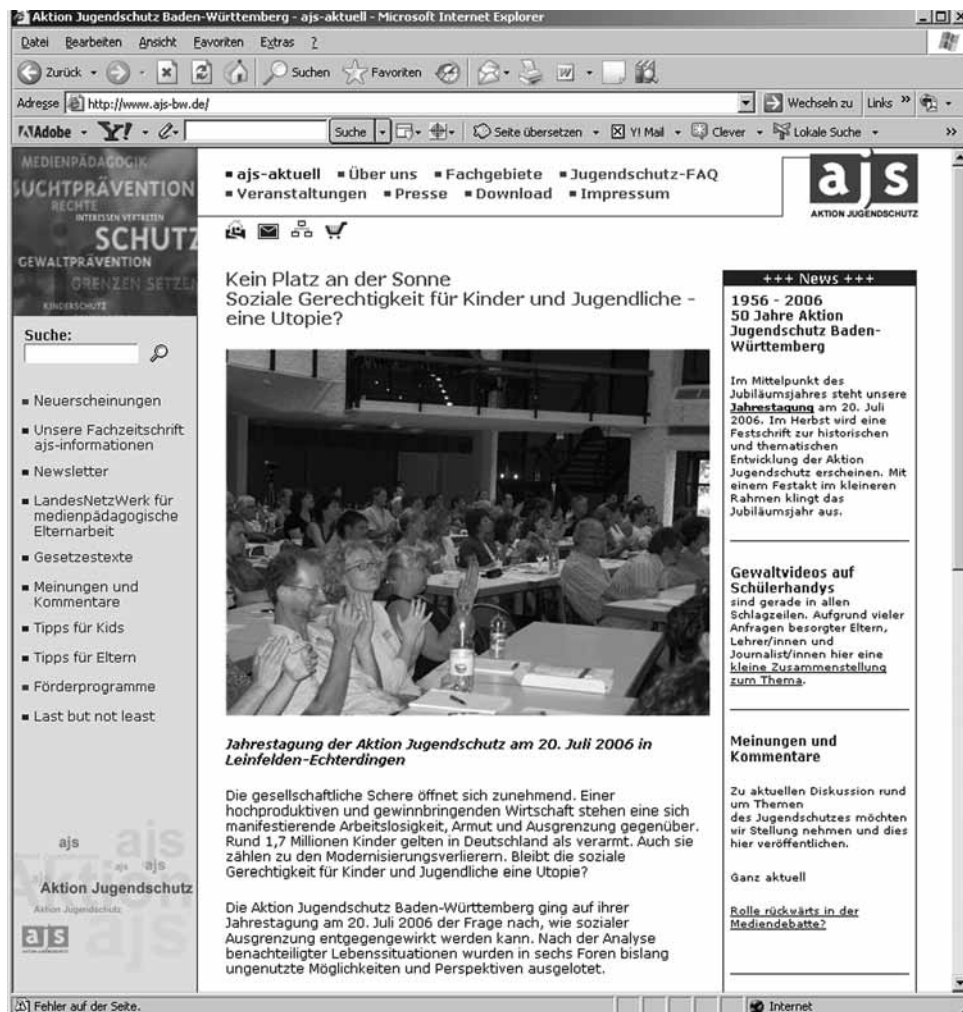 Aktion Jugendschutz Baden-Württemberg - ajs-aktuell - Microsoft Internet Explorer
Datei Bearbeiten Ansicht Favoriten Extras ?
Zurück Suchen Favoriten
Adresse http://www.ajs-bw.de/ Wechseln zu Links »
Adobe Y! Suche Seite übersetzen Y! Mail Clever Lokale Suche »
MEDIENPÄDAGOGIK
SUCHTPRÄVENTION
RECHTE
INTERESSEN VERTRETEN
SCHUTZ
GEWALTPRÄVENTION
GRENZEN SETZEN
KINDERSCHUTZ
ajs-aktuell Über uns Fachgebiete Jugendschutz-FAQ
Veranstaltungen Presse Download Impressum
ajs
AKTION JUGENDSCHUTZ
Suche:
Neuerscheinungen
Unsere Fachzeitschrift
ajs-informationen
Newsletter
LandesNetzWerk für
medienpädagogische
Elternarbeit
Gesetzestexte
Meinungen und
Kommentare
Tipps für Kids
Tipps für Eltern
Förderprogramme
Last but not least
ajs
ajs
ajs
ajs
Aktion Jugendschutz
Aktion Jugendschutz
Aktion
ajs
ajs
Kein Platz an der Sonne
Soziale Gerechtigkeit für Kinder und Jugendliche -
eine Utopie?
Jahrestagung der Aktion Jugendschutz am 20. Juli 2006 in
Leinfelden-Echterdingen
Die gesellschaftliche Schere öffnet sich zunehmend. Einer
hochproduktiven und gewinnbringenden Wirtschaft stehen eine sich
manifestierende Arbeitslosigkeit, Armut und Ausgrenzung gegenüber.
Rund 1,7 Millionen Kinder gelten in Deutschland als verarmt. Auch sie
zählen zu den Modernisierungsverlierern. Bleibt die soziale
Gerechtigkeit für Kinder und Jugendliche eine Utopie?
Die Aktion Jugendschutz Baden-Württemberg ging auf ihrer
Jahrestagung am 20. Juli 2006 der Frage nach, wie sozialer
Ausgrenzung entgegengewirkt werden kann. Nach der Analyse
benachteiligter Lebenssituationen wurden in sechs Foren bislang
ungenutzte Möglichkeiten und Perspektiven ausgelotet.
+++ News +++
1956 - 2006
50 Jahre Aktion
Jugendschutz Baden-
Württemberg
Im Mittelpunkt des
Jubiläumsjahres steht unsere
Jahrestagung am 20. Juli
2006. Im Herbst wird eine
Festschrift zur historischen
und thematischen
Entwicklung der Aktion
Jugendschutz erscheinen. Mit
einem Festakt im kleineren
Rahmen klingt das
Jubiläumsjahr aus.
Gewaltvideos auf
Schülerhandys
sind gerade in allen
Schlagzeilen. Aufgrund vieler
Anfragen besorgter Eltern,
Lehrer/innen und
Journalist/innen hier eine
kleine Zusammenstellung
zum Thema.
Meinungen und
Kommentare
Zu aktuellen Diskussion rund
um Themen
des Jugendschutzes möchten
wir Stellung nehmen und dies
hier veröffentlichen.
Ganz aktuell
Rolle rückwärts in der
Mediendebatte?
Fehler auf der Seite. Internet